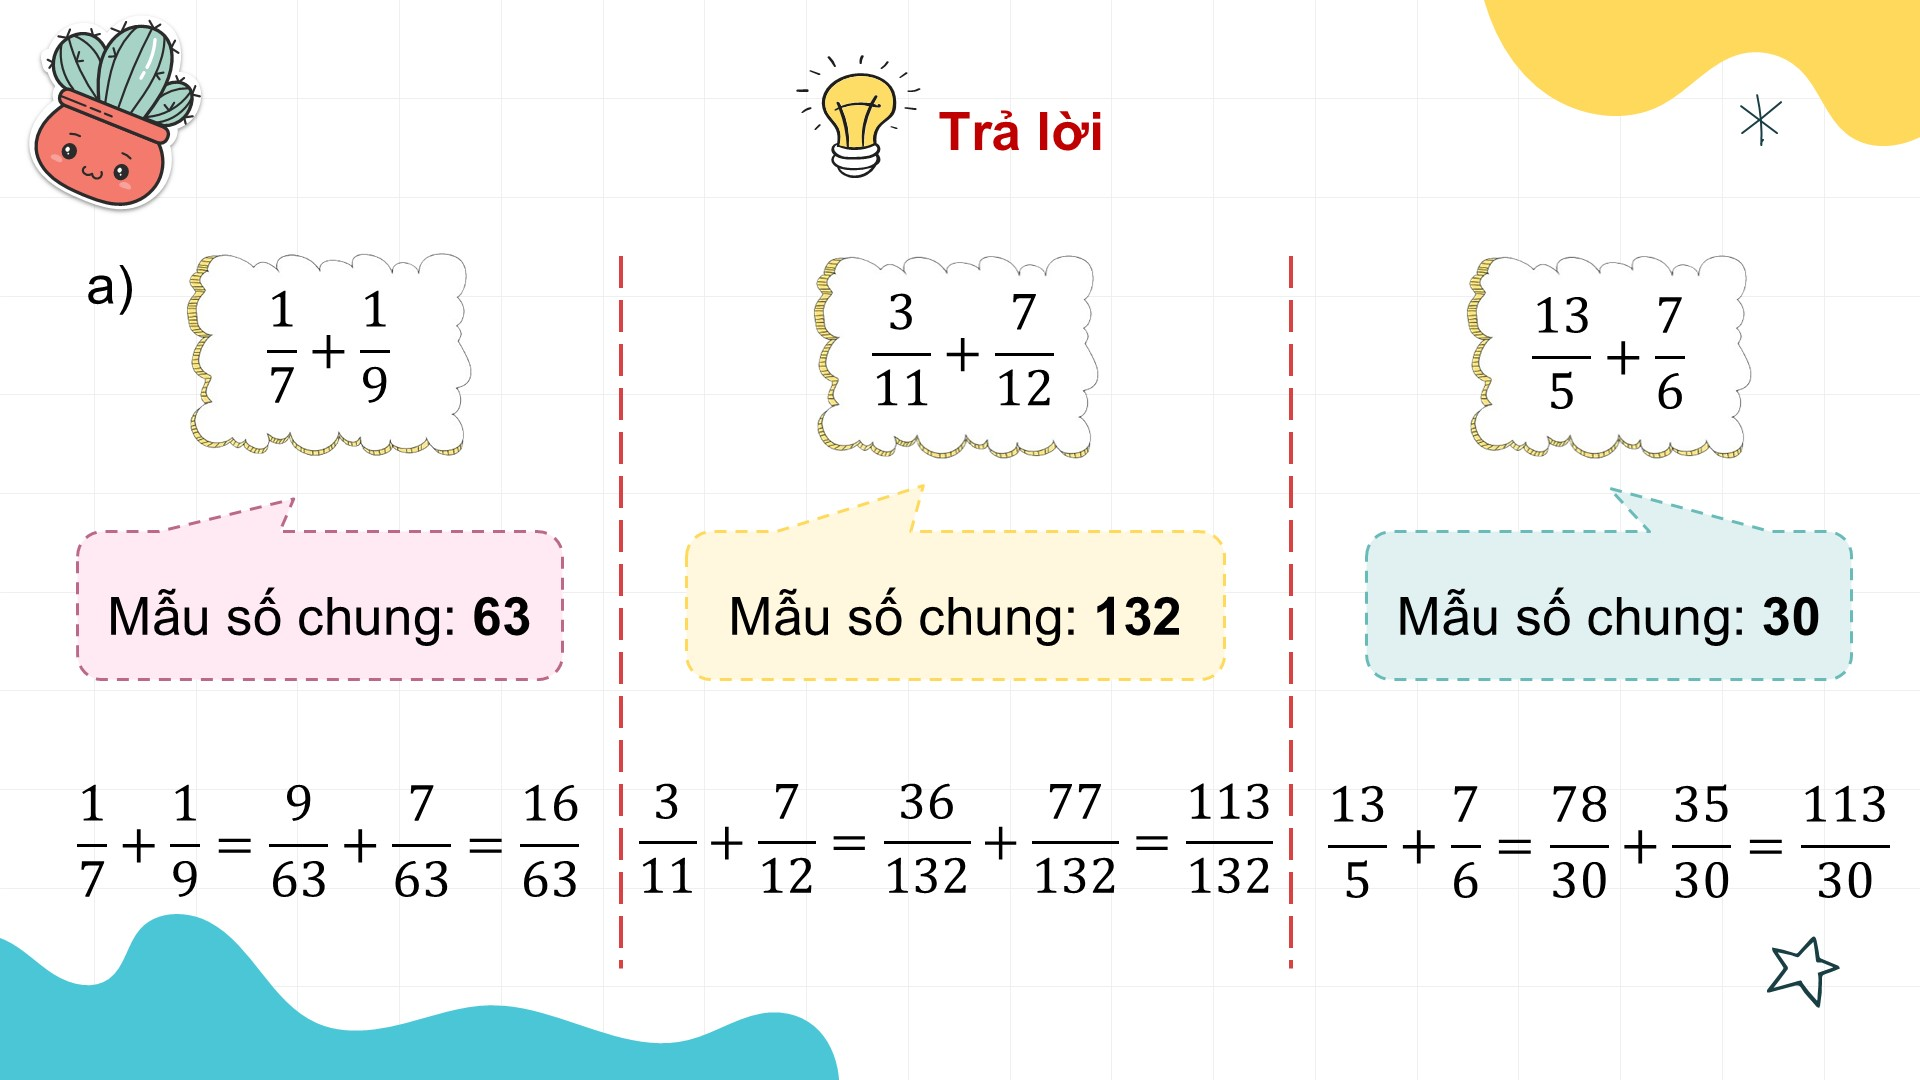 Trả lời
a)
1/7 + 1/9
3/11 + 7/12
13/5 + 7/6
Mẫu số chung: 63
Mẫu số chung: 132
Mẫu số chung: 30
1/7 + 1/9 = 9/63 + 7/63 = 16/63
3/11 + 7/12 = 36/132 + 77/132 = 113/132
13/5 + 7/6 = 78/30 + 35/30 = 113/30